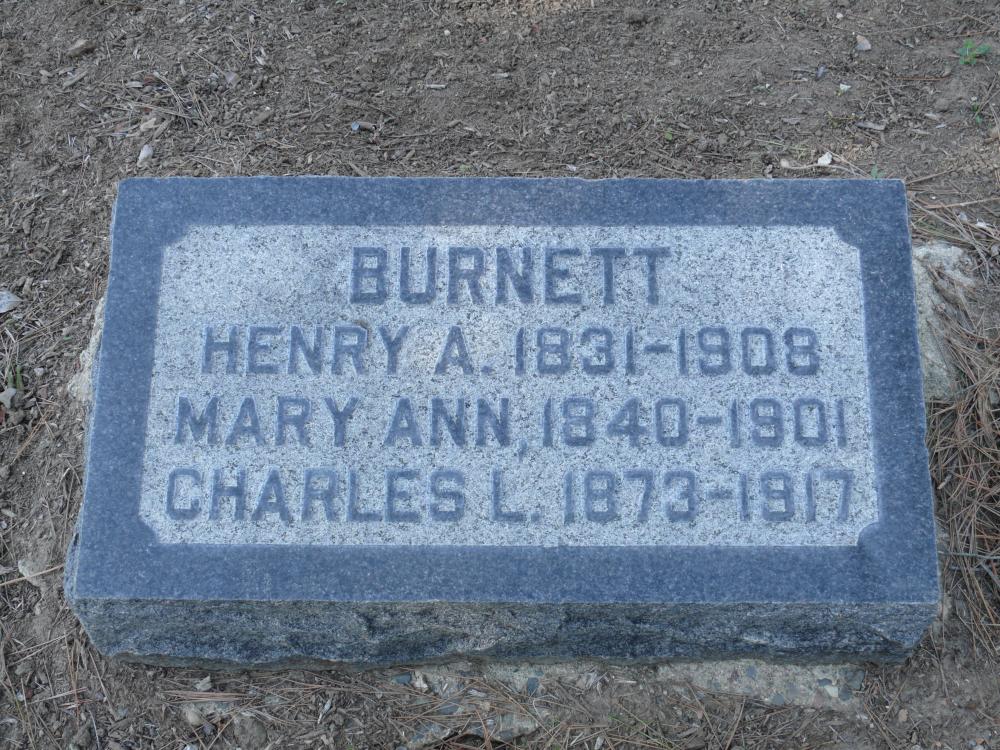 BURNETT
HENRY A. 1831-1908
MARY ANN, 1840-1901
CHARLES L. 1873-1917